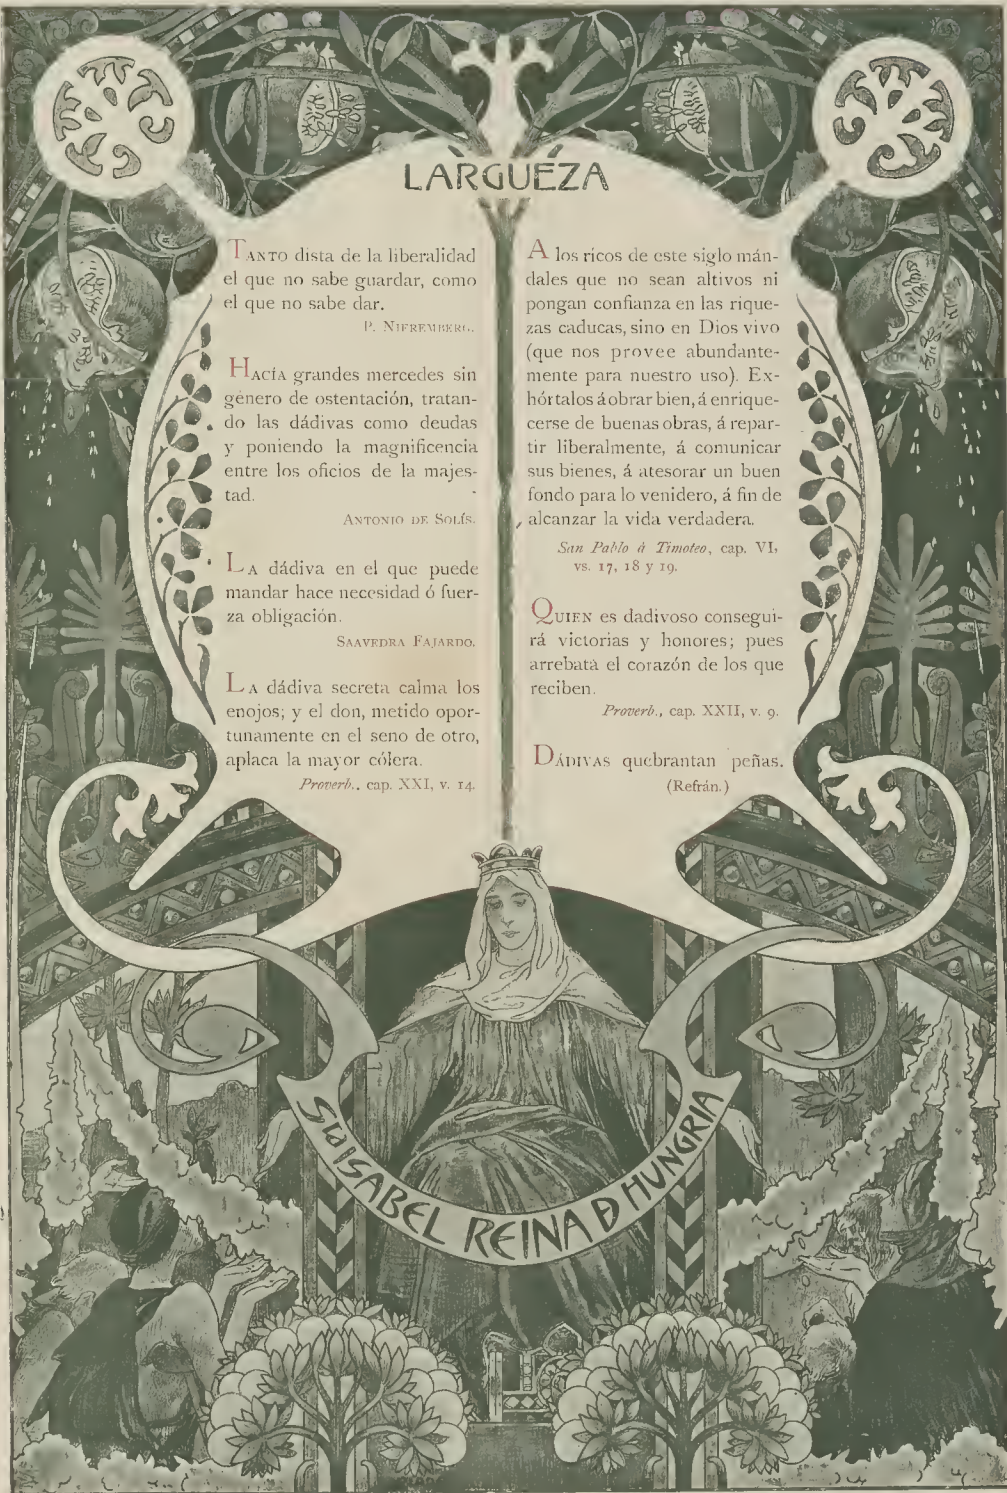 LARGUEZA
TANTO dista de la liberalidad
el que no sabe guardar, como
el que no sabe dar.
P. NIEREMBERG.
HACÍA grandes mercedes sin
género de ostentación, tratan-
do las dádivas como deudas
y poniendo la magnificencia
entre los oficios de la majes-
tad.
ANTONIO DE SOLÍS.
LA dádiva en el que puede
mandar hace necesidad ó fuer-
za obligación.
SAAVEDRA FAJARDO.
LA dádiva secreta calma los
enojos; y el don, metido opor-
tunamente en el seno de otro,
aplaca la mayor cólera.
Proverb., cap. XXI, v. 14.
A los ricos de este siglo mán-
dales que no sean altivos ni
pongan confianza en las rique-
zas caducas, sino en Dios vivo
(que nos provee abundante-
mente para nuestro uso). Ex-
hórtalos á obrar bien, á enrique-
cerse de buenas obras, á repar-
tir liberalmente, á comunicar
sus bienes, á atesorar un buen
fondo para lo venidero, á fin de
alcanzar la vida verdadera.
San Pablo á Timoteo, cap. VI,
vs. 17, 18 y 19.
QUIEN es dadivoso consegui-
rá victorias y honores; pues
arrebata el corazón de los que
reciben.
Proverb., cap. XXII, v. 9.
DÁDIVAS quebrantan peñas.
(Refrán.)
Sta ISABEL REINA D HUNGRIA